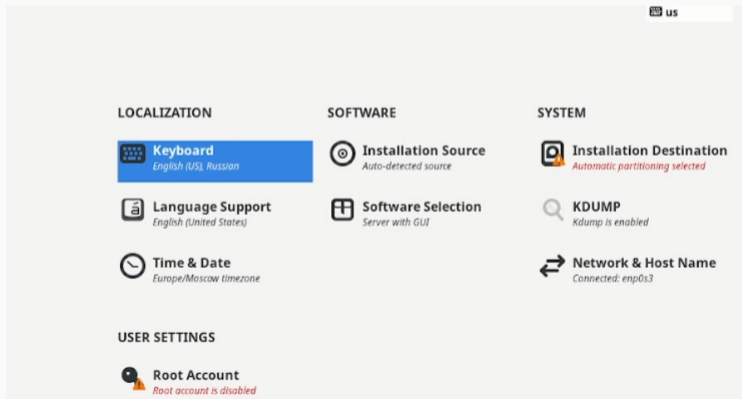 us
LOCALIZATION
Keyboard
English (US), Russian
Language Support
English (United States)
Time & Date
Europe/Moscow timezone
USER SETTINGS
Root Account
Root account is disabled
SOFTWARE
Installation Source
Auto-detected source
Software Selection
Server with GUI
SYSTEM
Installation Destination
Automatic partitioning selected
KDUMP
Kdump is enabled
Network & Host Name
Connected: enp0s3